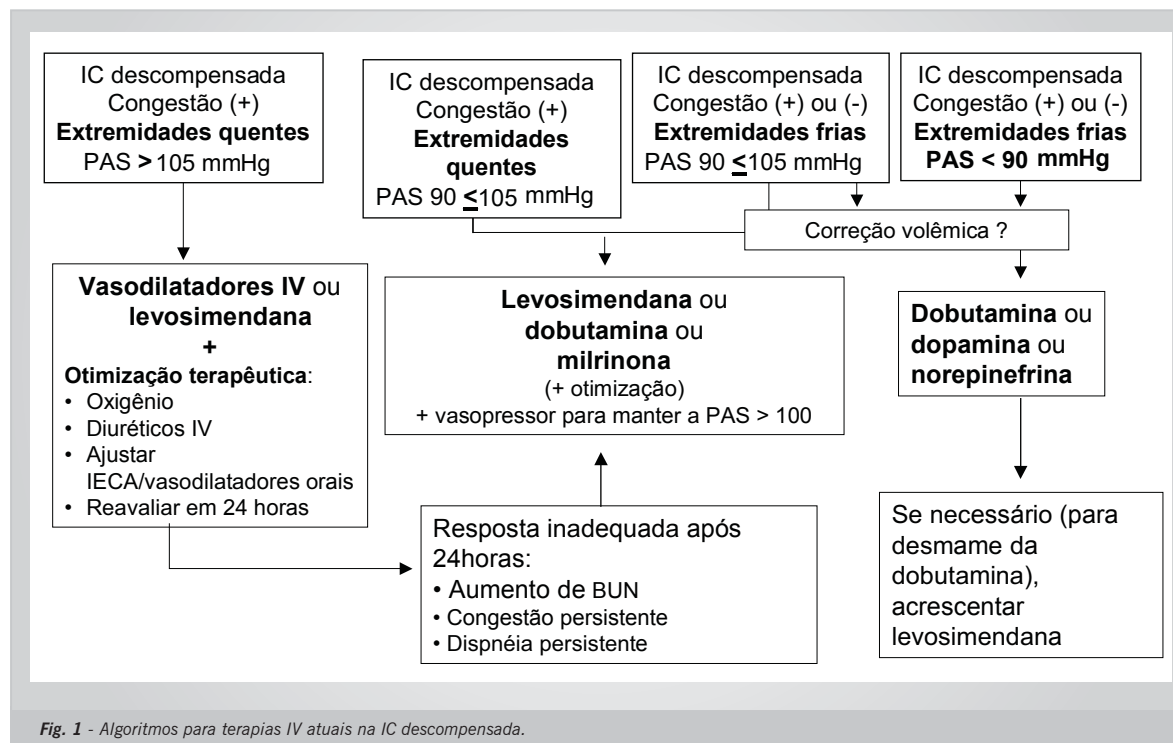 IC descompensada
Congestão (+)
Extremidades quentes
PAS > 105 mmHg
IC descompensada
Congestão (+)
Extremidades
quentes
PAS 90 ≤105 mmHg
IC descompensada
Congestão (+) ou (-)
Extremidades frias
PAS 90 ≤105 mmHg
IC descompensada
Congestão (+) ou (-)
Extremidades frias
PAS < 90 mmHg
Correção volêmica ?
Vasodilatadores IV ou
levosimendana
+
Otimização terapêutica:
• Oxigênio
• Diuréticos IV
• Ajustar
IECA/vasodilatadores orais
• Reavaliar em 24 horas
Levosimendana ou
dobutamina ou
milrinona
(+ otimização)
+ vasopressor para manter a PAS > 100
Dobutamina ou
dopamina ou
norepinefrina
Resposta inadequada após
24horas:
• Aumento de BUN
• Congestão persistente
• Dispnéia persistente
Se necessário (para
desmame da
dobutamina),
acrescentar
levosimendana
Fig. 1 - Algoritmos para terapias IV atuais na IC descompensada.